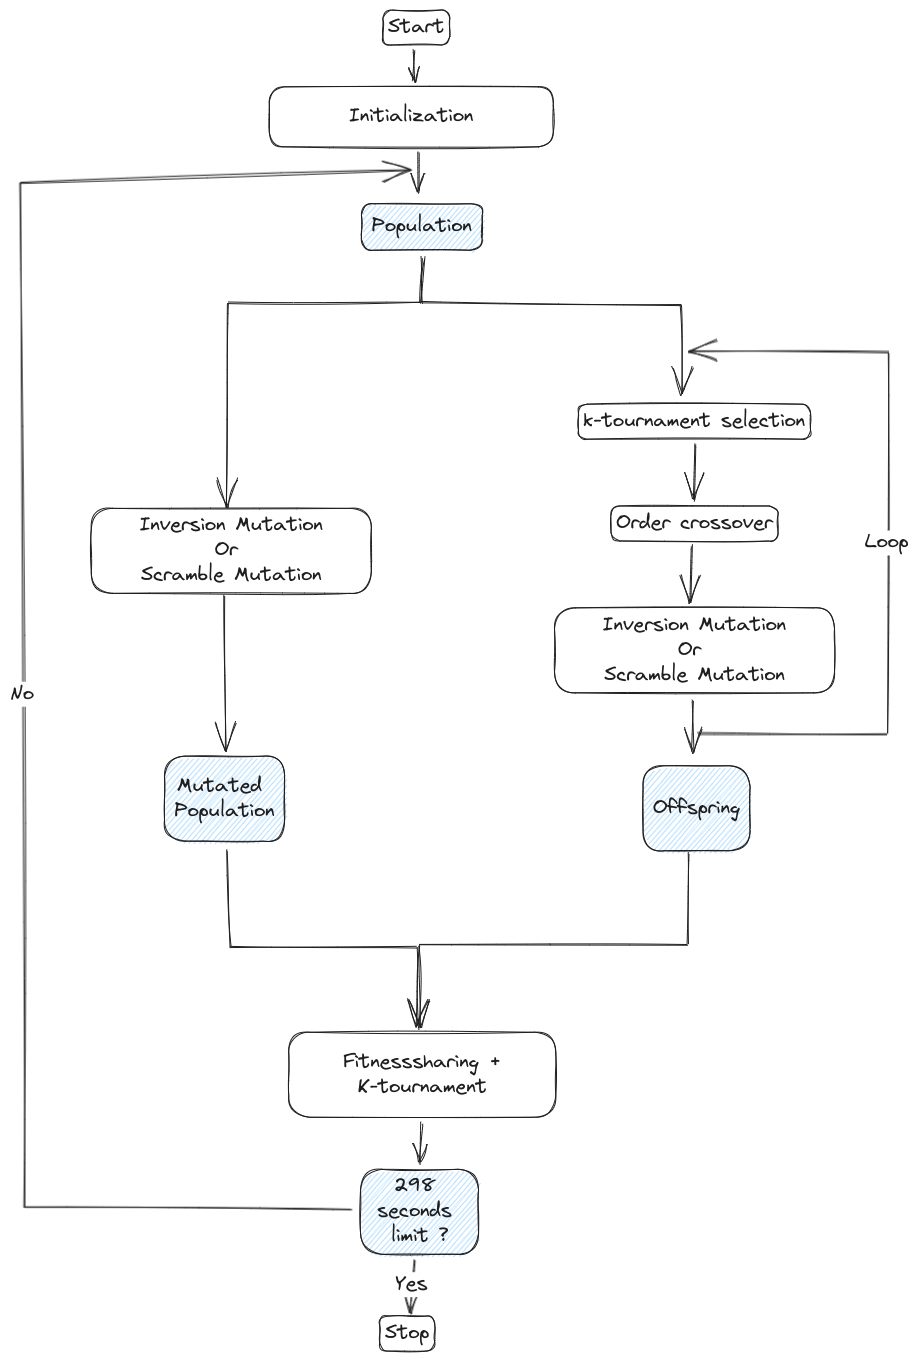 Start
Initialization
Population
k-tournament selection
Order crossover
Loop
Inversion Mutation
Or
Scramble Mutation
Inversion Mutation
Or
Scramble Mutation
No
Mutated
Population
Offspring
Fitnesssharing +
K-tournament
298
seconds
limit ?
Yes
Stop